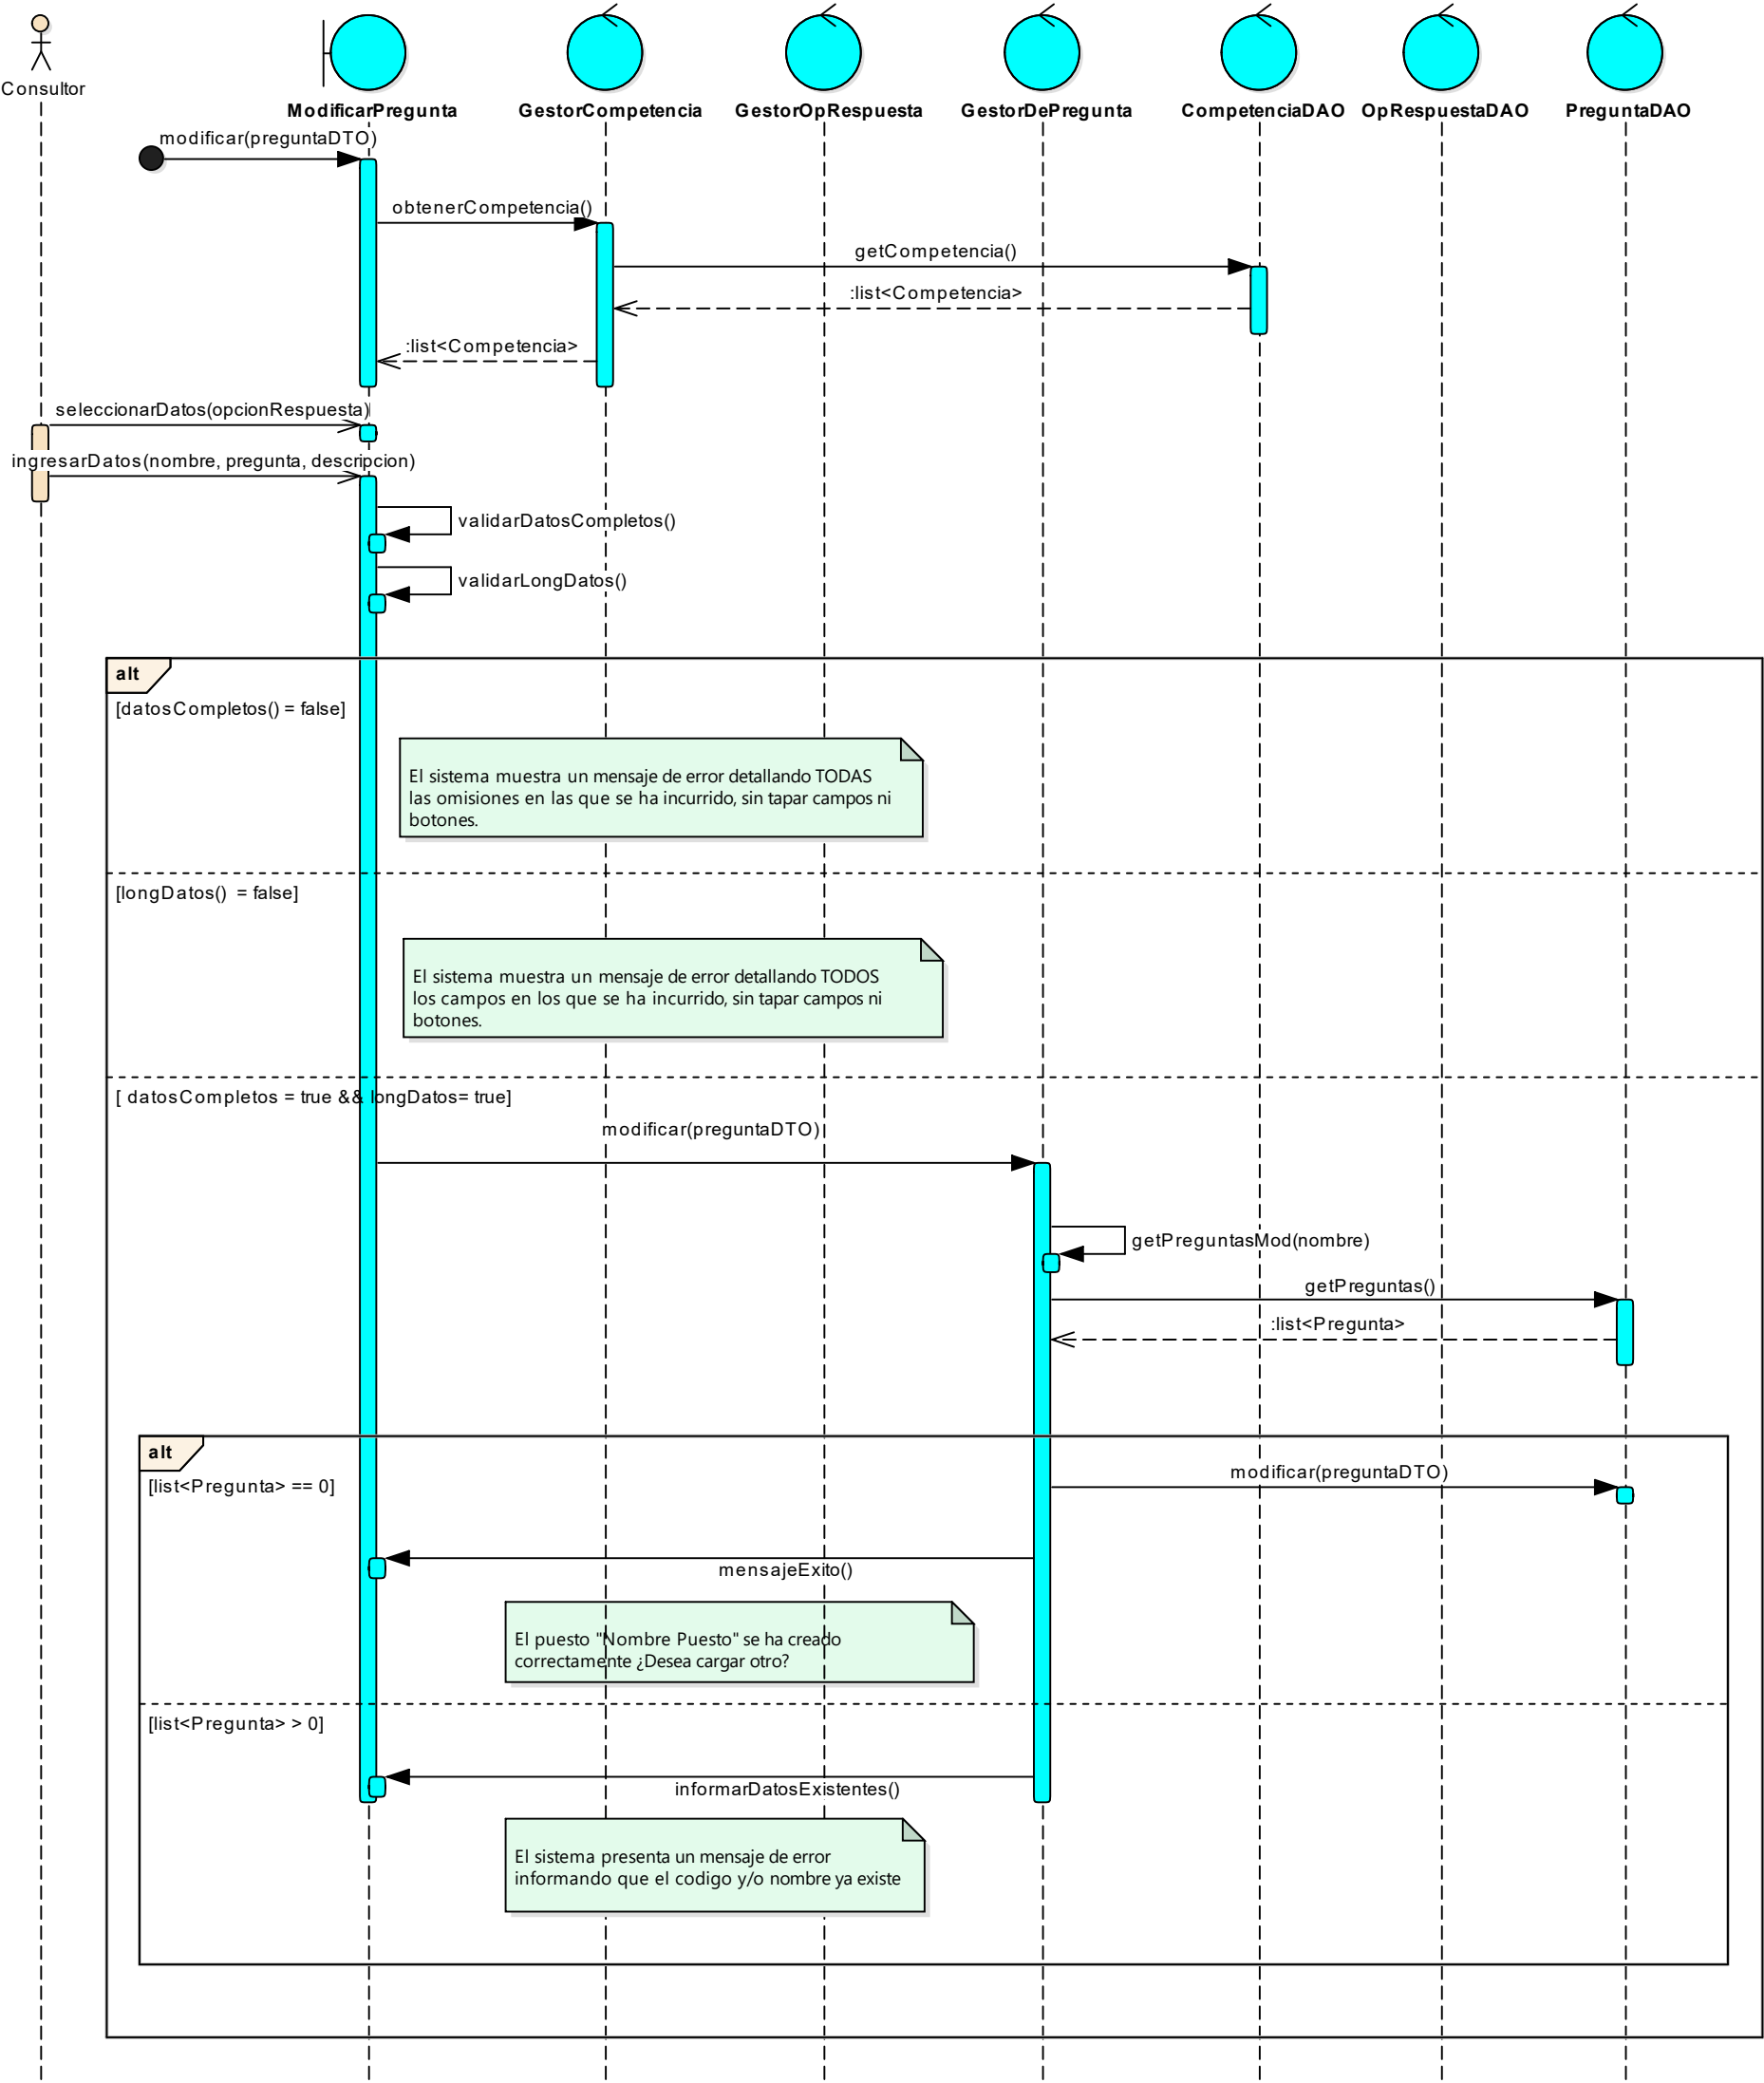 Consultor
ModificarPregunta
GestorCompetencia
GestorOpRespuesta
GestorDePregunta
CompetenciaDAO
OpRespuestaDAO
PreguntaDAO
modificar(preguntaDTO)
obtenerCompetencia()
getCompetencia()
:list<Competencia>
:list<Competencia>
seleccionarDatos(opcionRespuesta)
ingresarDatos(nombre, pregunta, descripcion)
validarDatosCompletos()
validarLongDatos()
alt
[datosCompletos() = false]
El sistema muestra un mensaje de error detallando TODAS
las omisiones en las que se ha incurrido, sin tapar campos ni
botones.
[longDatos() = false]
El sistema muestra un mensaje de error detallando TODOS
los campos en los que se ha incurrido, sin tapar campos ni
botones.
[ datosCompletos = true && longDatos= true]
modificar(preguntaDTO)
getPreguntasMod(nombre)
getPreguntas()
:list<Pregunta>
alt
[list<Pregunta> == 0]
modificar(preguntaDTO)
mensajeExito()
El puesto "Nombre Puesto" se ha creado
correctamente ¿Desea cargar otro?
[list<Pregunta> > 0]
informarDatosExistentes()
El sistema presenta un mensaje de error
informando que el codigo y/o nombre ya existe